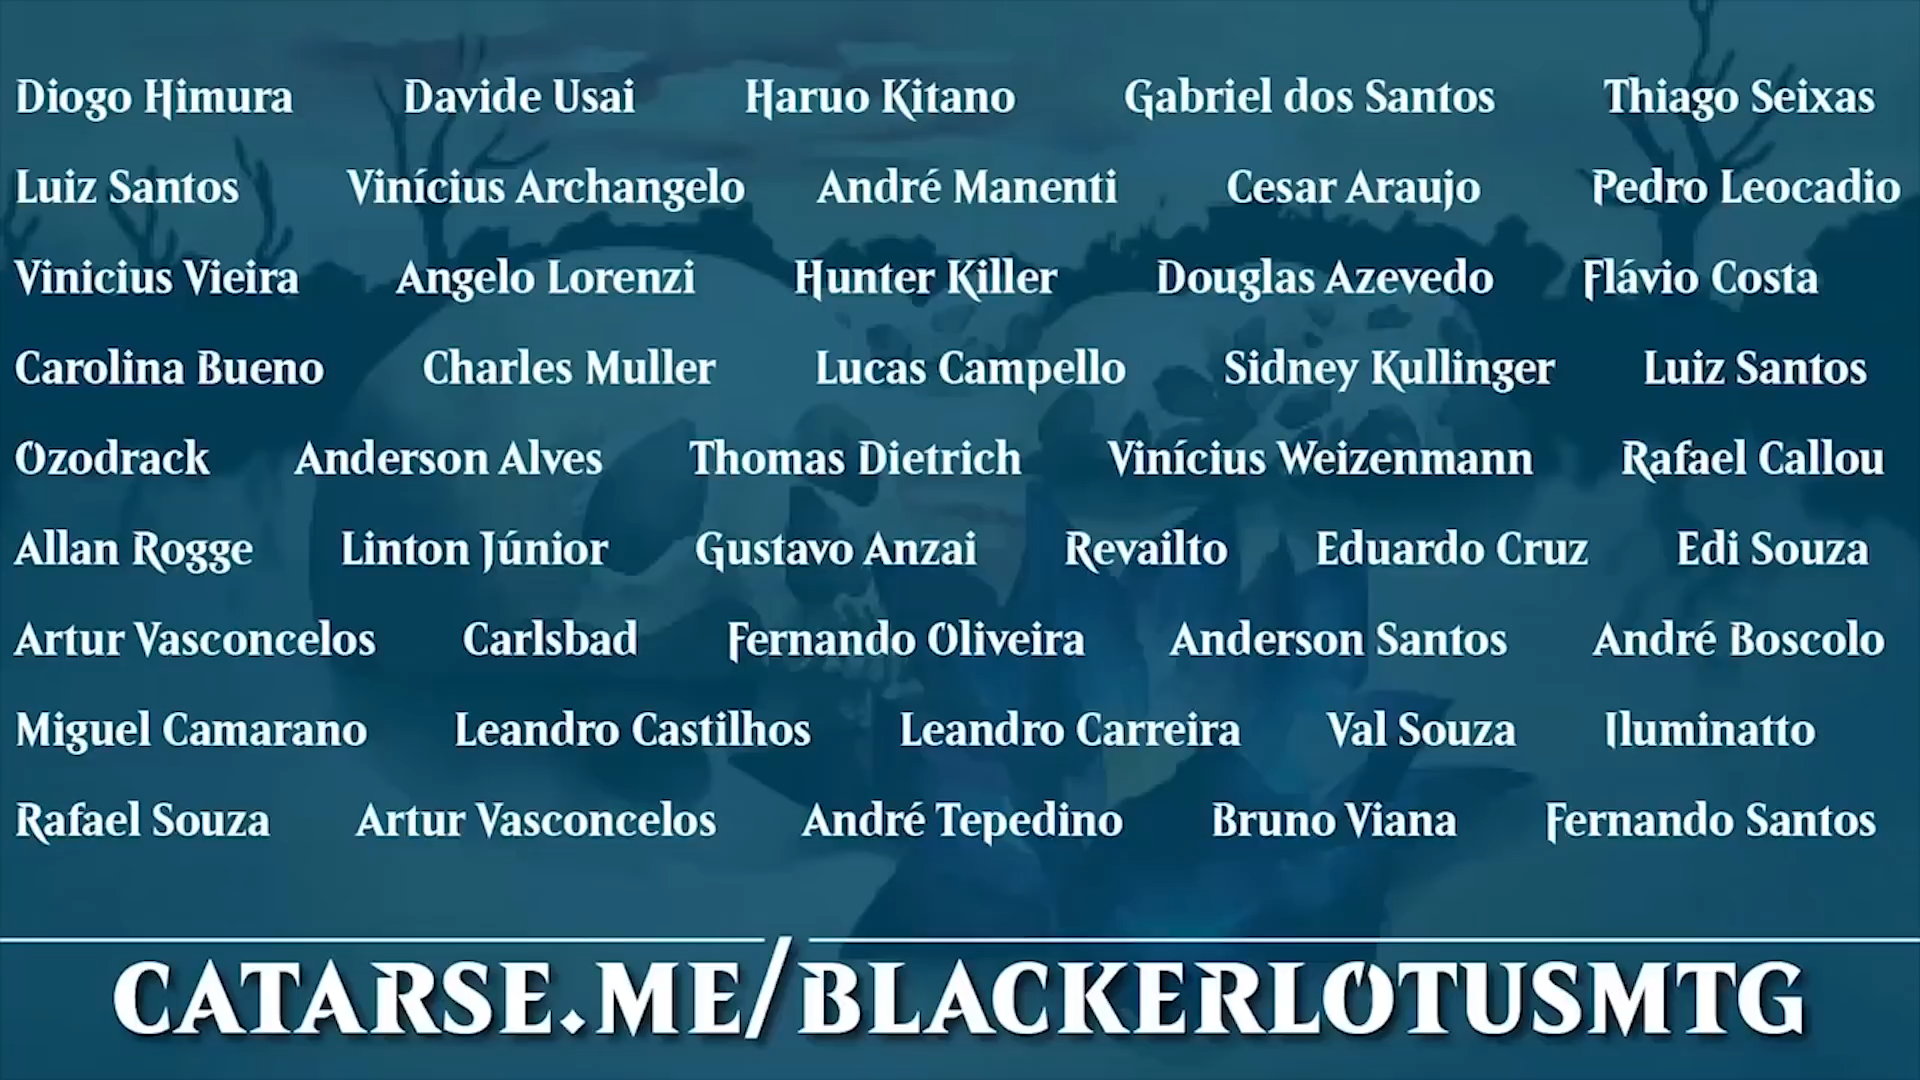 Diogo Himura Davide Usai Haruo Kitano Gabriel dos Santos Thiago Seixas
Luiz Santos Vinícius Archangelo André Manenti Cesar Araujo Pedro Leocadio
Vinicius Vieira Angelo Lorenzi Hunter Killer Douglas Azevedo Flávio Costa
Carolina Bueno Charles Muller Lucas Campello Sidney Kullinger Luiz Santos
Ozodrack Anderson Alves Thomas Dietrich Vinícius Weizenmann Rafael Callou
Allan Rogge Linton Júnior Gustavo Anzai Revailto Eduardo Cruz Edi Souza
Artur Vasconcelos Carlsbad Fernando Oliveira Anderson Santos André Boscolo
Miguel Camarano Leandro Castilhos Leandro Carreira Val Souza Iluminatto
Rafael Souza Artur Vasconcelos André Tepedino Bruno Viana Fernando Santos
CATARSE.ME/BLACKERLOTUSMTG